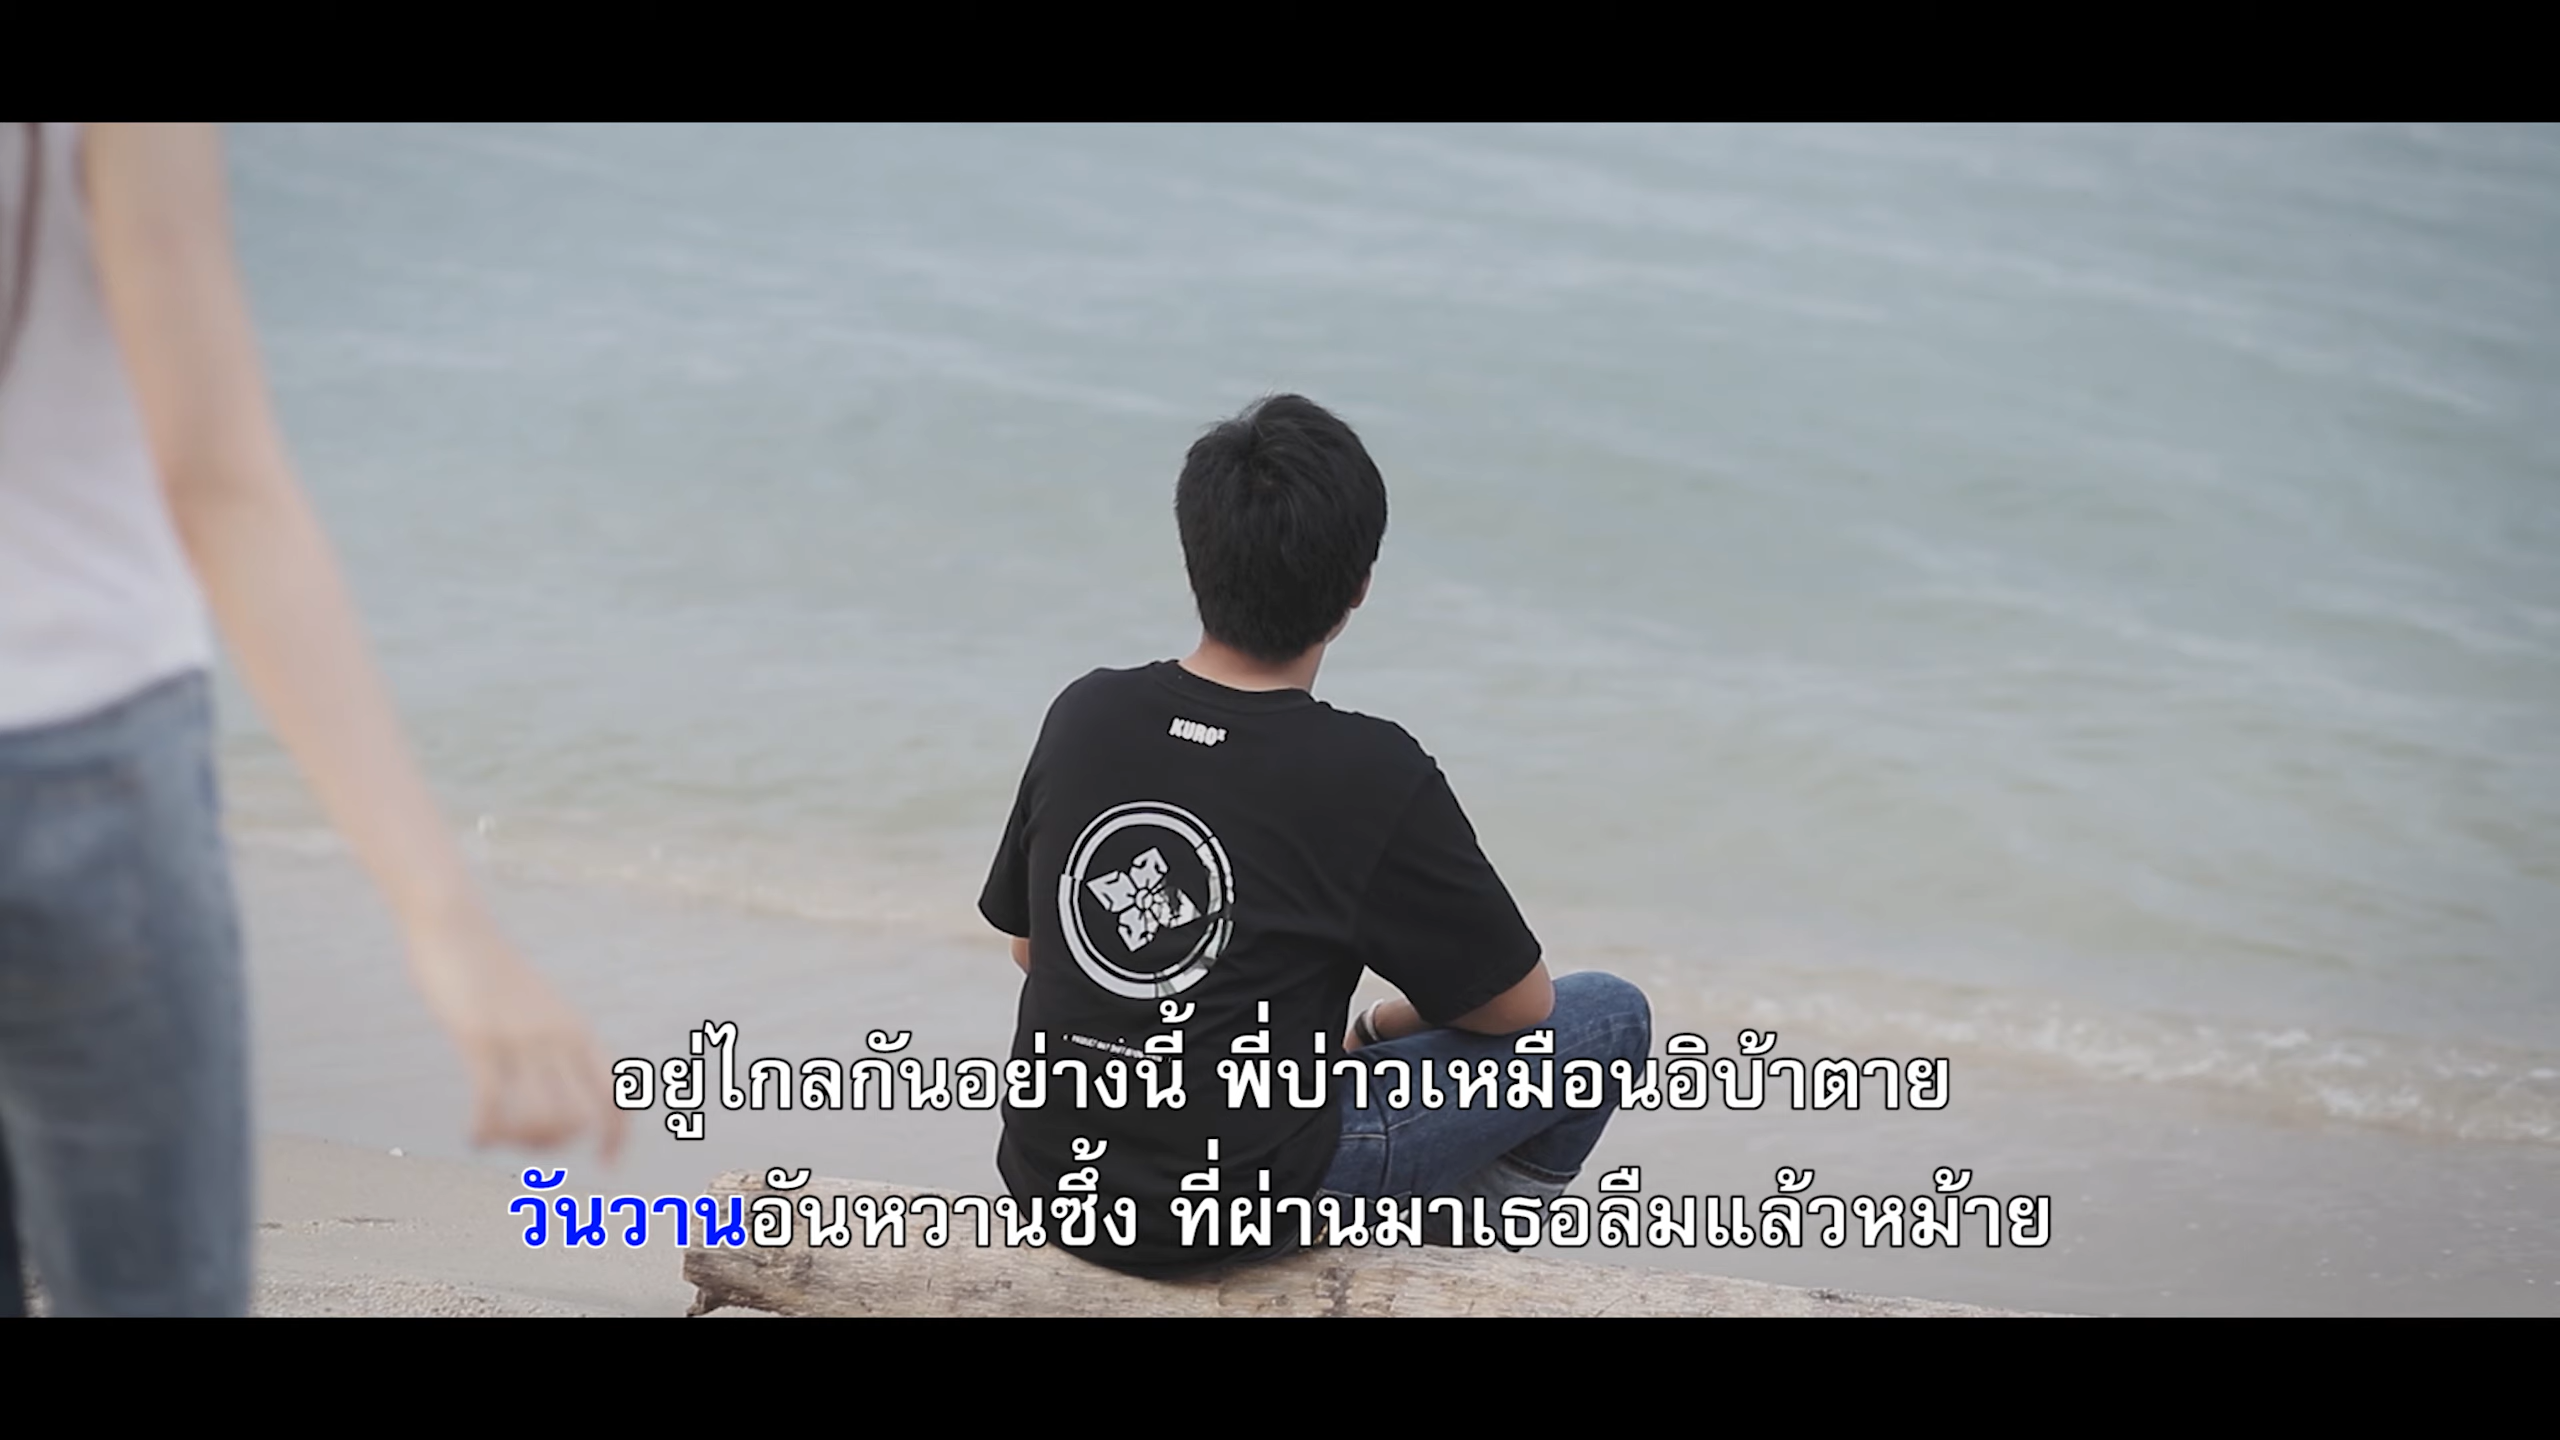 KUROX
อยู่ไกลกันอย่างนี้ พี่บ่าวเหมือนอิบ้าตาย
วันวานอันหวานซึ้ง ที่ผ่านมาเธอลืมแล้วหม้าย